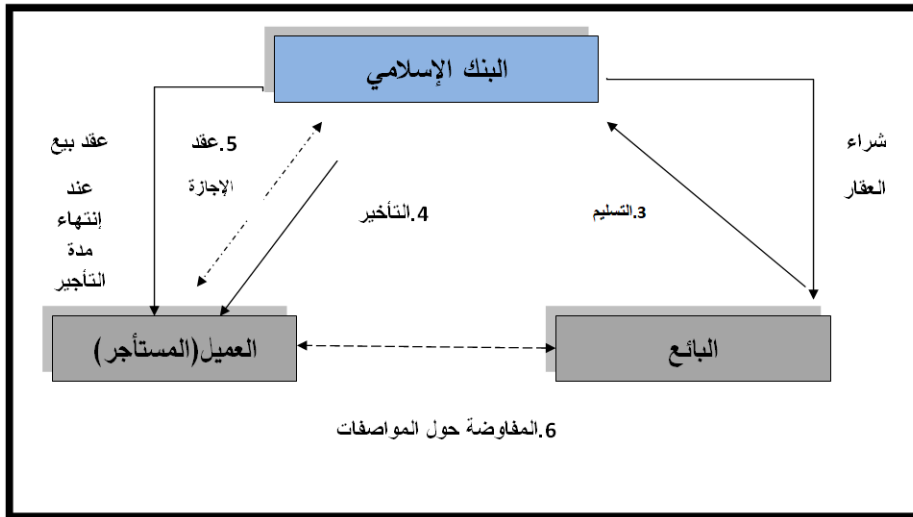 البنك الإسلامي
شراء
العقار
عقد بيع
عند
إنتهاء
مدة
التأجير
5.عقد
الإجازة
4.التأخير
3.التسليم
العميل(المستأجر)
البائع
6.المفاوضة حول المواصفات